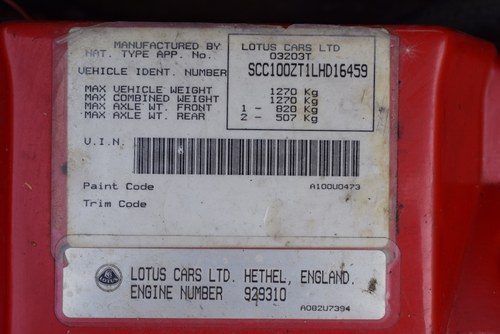 MANUFACTURED BY LOTUS CARS LTD
NAT. TYPE APP. No. 03203T
VEHICLE IDENT. NUMBER SCC100ZT1LHD16459
MAX VEHICLE WEIGHT 1270 Kg
MAX COMBINED WEIGHT 1270 Kg
MAX AXLE WT. FRONT 1 - 820 Kg
MAX AXLE WT. REAR 2 - 507 Kg
V.I.N.
Paint Code A100U0473
Trim Code
LOTUS CARS LTD. HETHEL, ENGLAND.
ENGINE NUMBER 929310
A082U7394